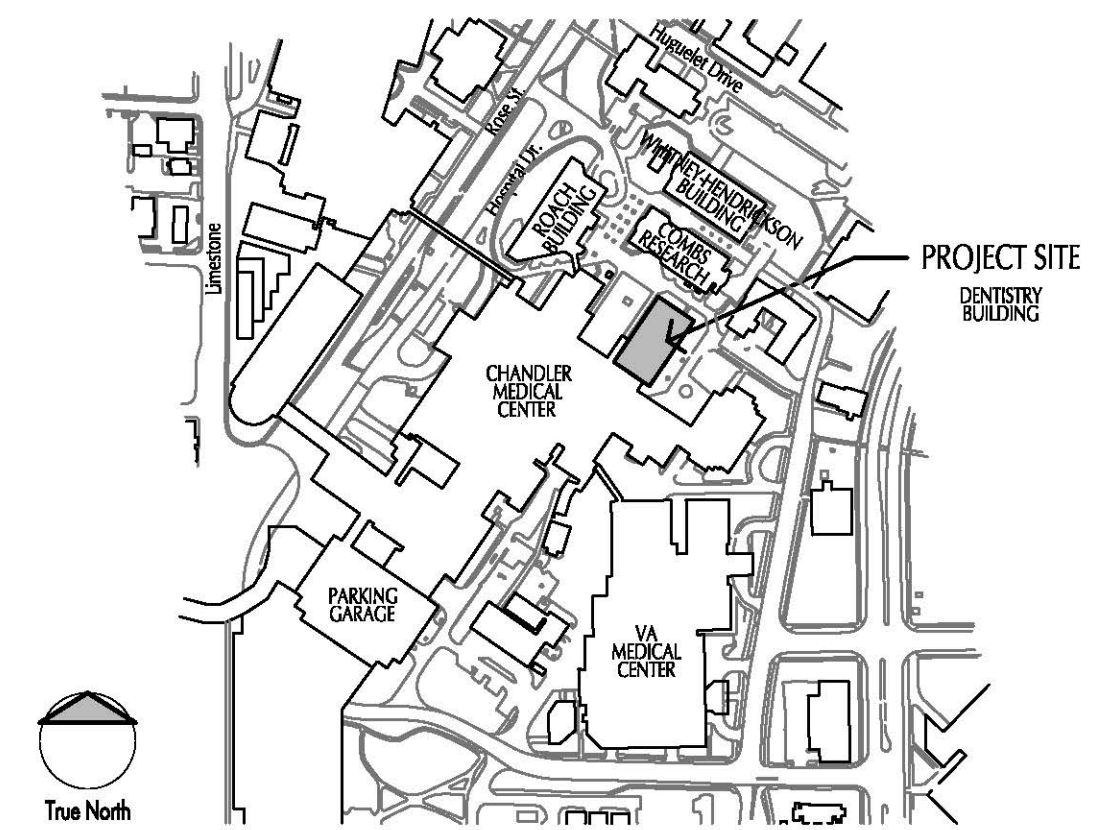 Huguelet Drive
Rose St.
Hospital Dr.
WHITNEY-HENDRICKSON
BUILDING
ROACH
BUILDING
COMBS
RESEARCH
Limestone
PROJECT SITE
DENTISTRY
BUILDING
CHANDLER
MEDICAL
CENTER
PARKING
GARAGE
VA
MEDICAL
CENTER
True North